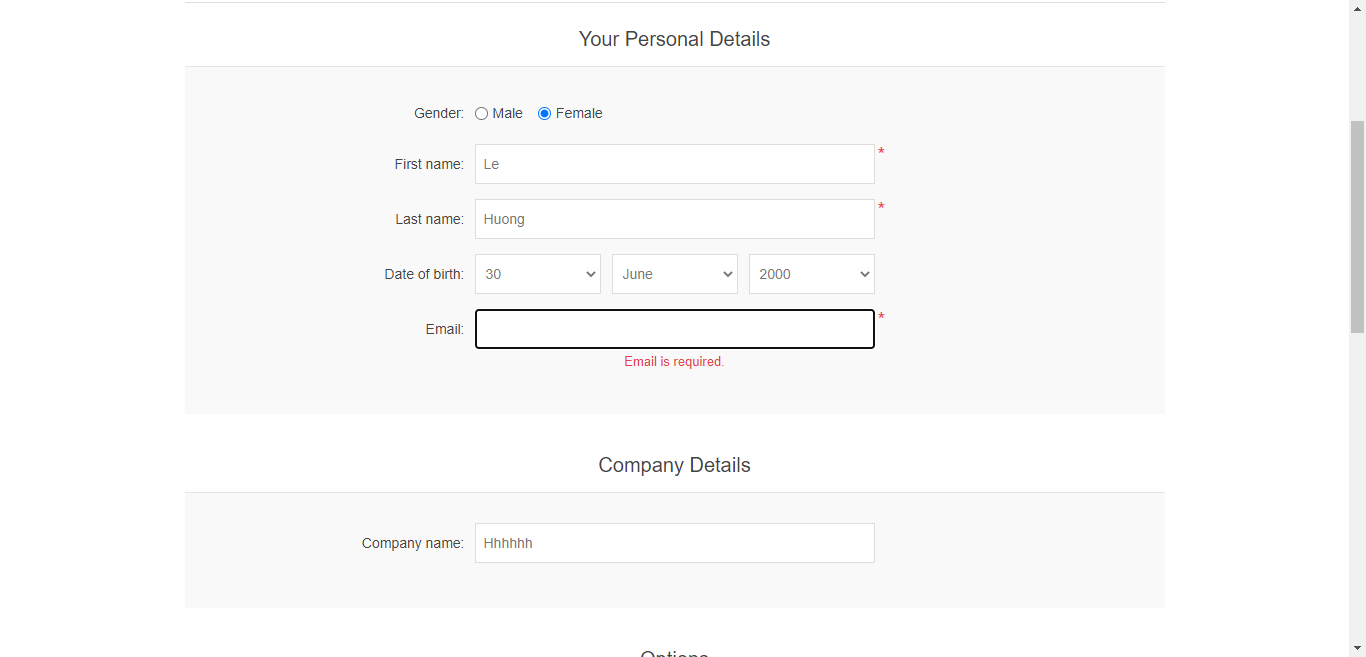 Your Personal Details
Gender: Male Female
First name: Le *
Last name: Huong *
Date of birth: 30 June 2000
Email: *
Email is required.
Company Details
Company name: Hhhhhh
Options